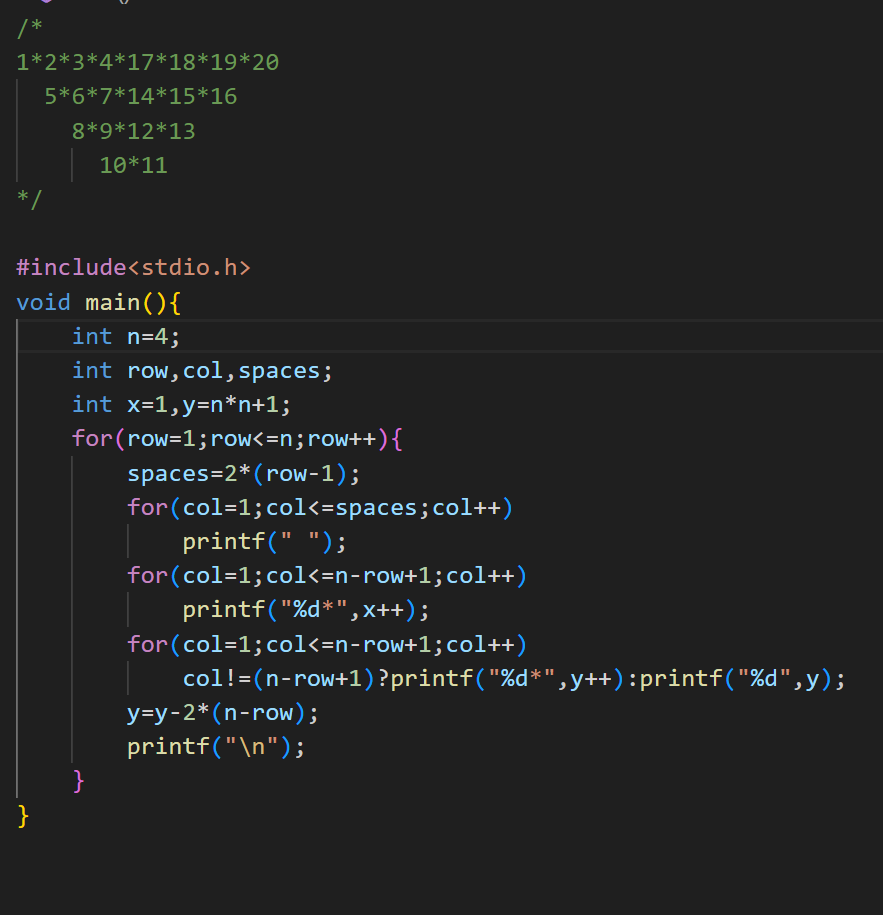 /*
1*2*3*4*17*18*19*20
  5*6*7*14*15*16
    8*9*12*13
      10*11
*/

#include<stdio.h>
void main(){
    int n=4;
    int row,col,spaces;
    int x=1,y=n*n+1;
    for(row=1;row<=n;row++){
        spaces=2*(row-1);
        for(col=1;col<=spaces;col++)
            printf(" ");
        for(col=1;col<=n-row+1;col++)
            printf("%d*",x++);
        for(col=1;col<=n-row+1;col++)
            col!=(n-row+1)?printf("%d*",y++):printf("%d",y);
        y=y-2*(n-row);
        printf("\n");
    }
}